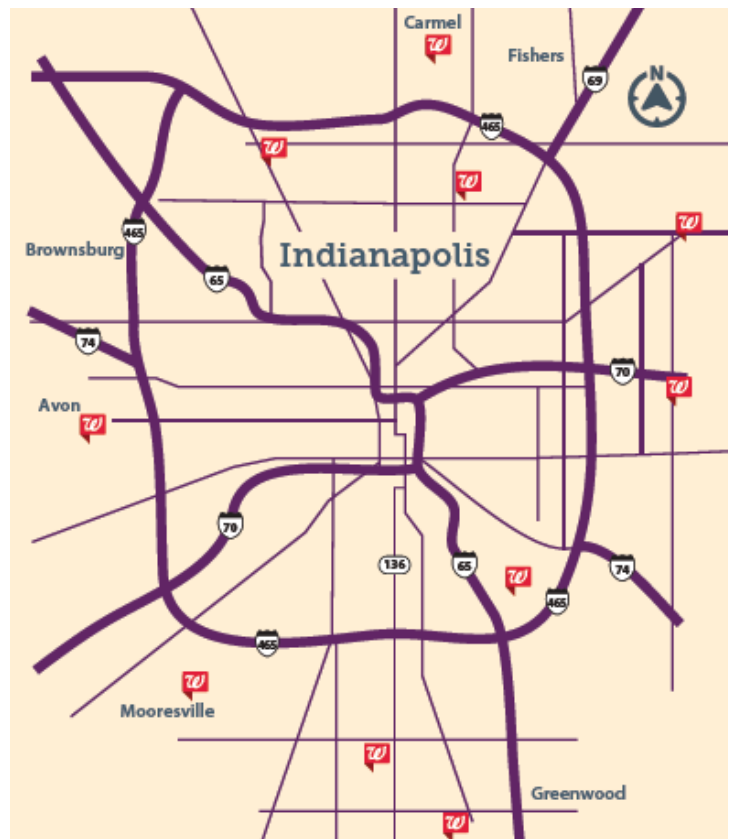 Carmel
W
Fishers
N
69
465
W
W
W
465
Brownsburg
Indianapolis
65
74
70
W
Avon
W
70
136
65
W
74
465
465
W
Mooresville
W
Greenwood
W